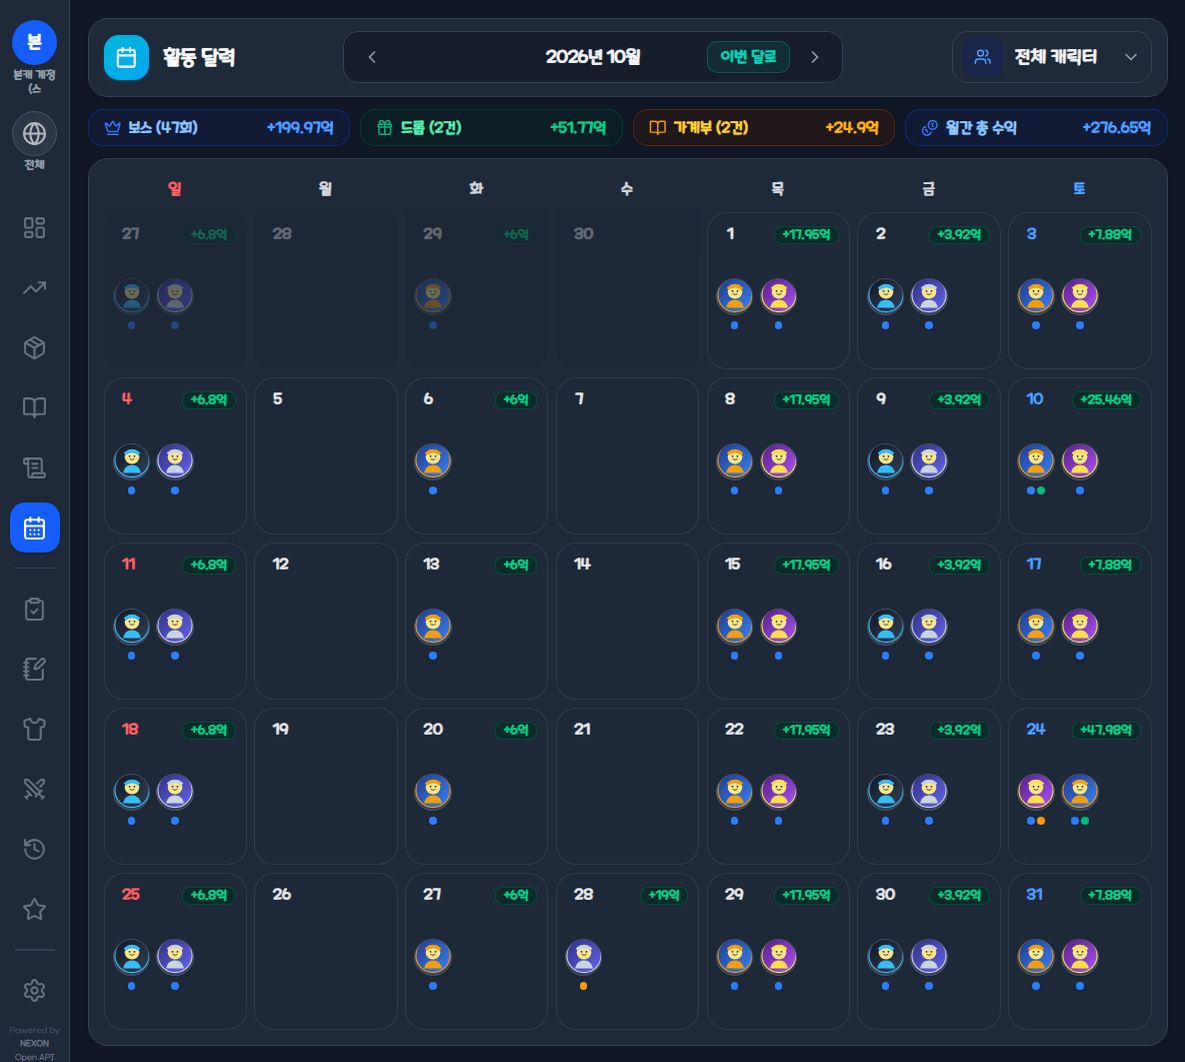 본
본캐 계정
(스
전체
Powered by
NEXON
Open API
활동 달력
2026년 10월
이번 달로
전체 캐릭터
보스 (47회) +199.97억
드롭 (2건) +51.77억
가계부 (2건) +24.9억
월간 총 수익 +276.65억
일 월 화 수 목 금 토
27 +6.8억 28 29 +6억 30 1 +17.95억 2 +3.92억 3 +7.88억
4 +6.8억 5 6 +6억 7 8 +17.95억 9 +3.92억 10 +25.46억
11 +6.8억 12 13 +6억 14 15 +17.95억 16 +3.92억 17 +7.88억
18 +6.8억 19 20 +6억 21 22 +17.95억 23 +3.92억 24 +47.98억
25 +6.8억 26 27 +6억 28 +19억 29 +17.95억 30 +3.92억 31 +7.88억